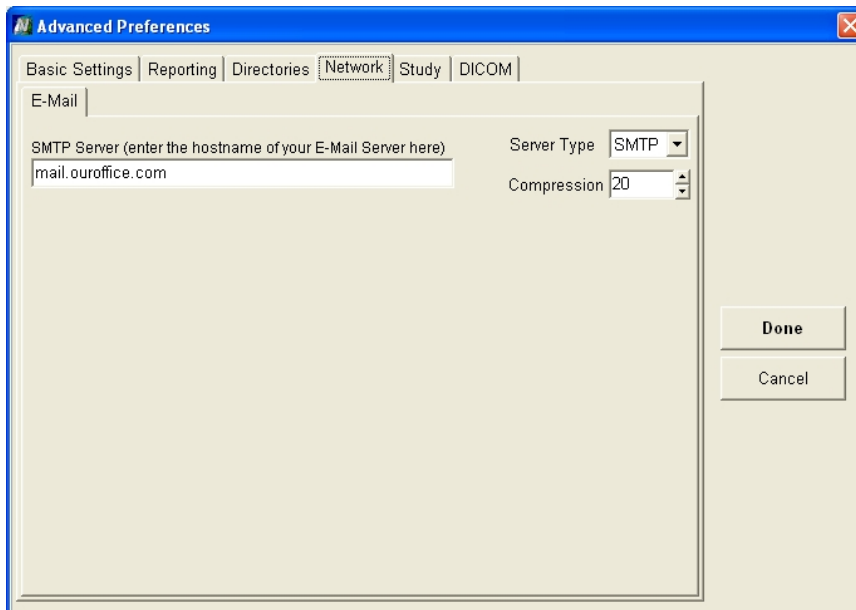 Advanced Preferences
Basic Settings Reporting Directories Network Study DICOM
E-Mail
SMTP Server (enter the hostname of your E-Mail Server here)
mail.ouroffice.com
Server Type SMTP
Compression 20
Done
Cancel